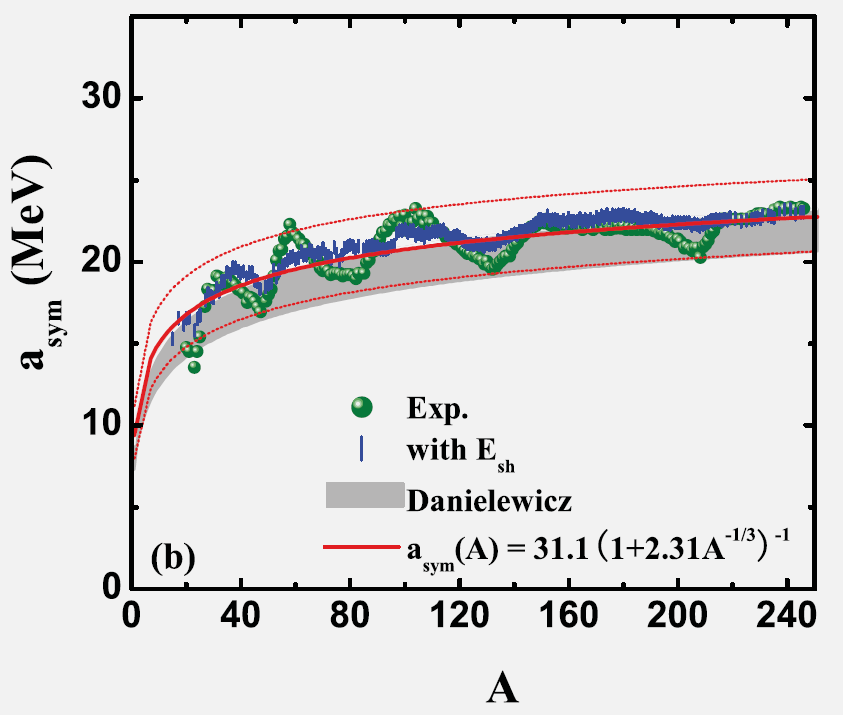 a_sym (MeV)
30
20
10
0
Exp.
with E_sh
Danielewicz
a_sym(A) = 31.1 (1+2.31A^-1/3)^-1
(b)
0 40 80 120 160 200 240
A